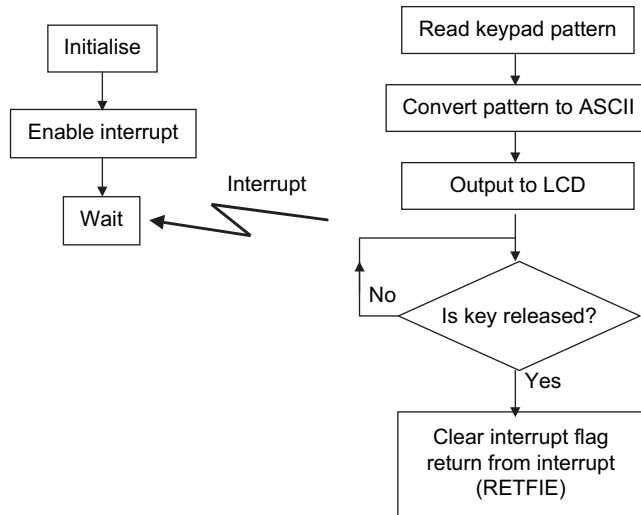 Initialise
Enable interrupt
Wait
Interrupt
Read keypad pattern
Convert pattern to ASCII
Output to LCD
No
Is key released?
Yes
Clear interrupt flag
return from interrupt
(RETFIE)